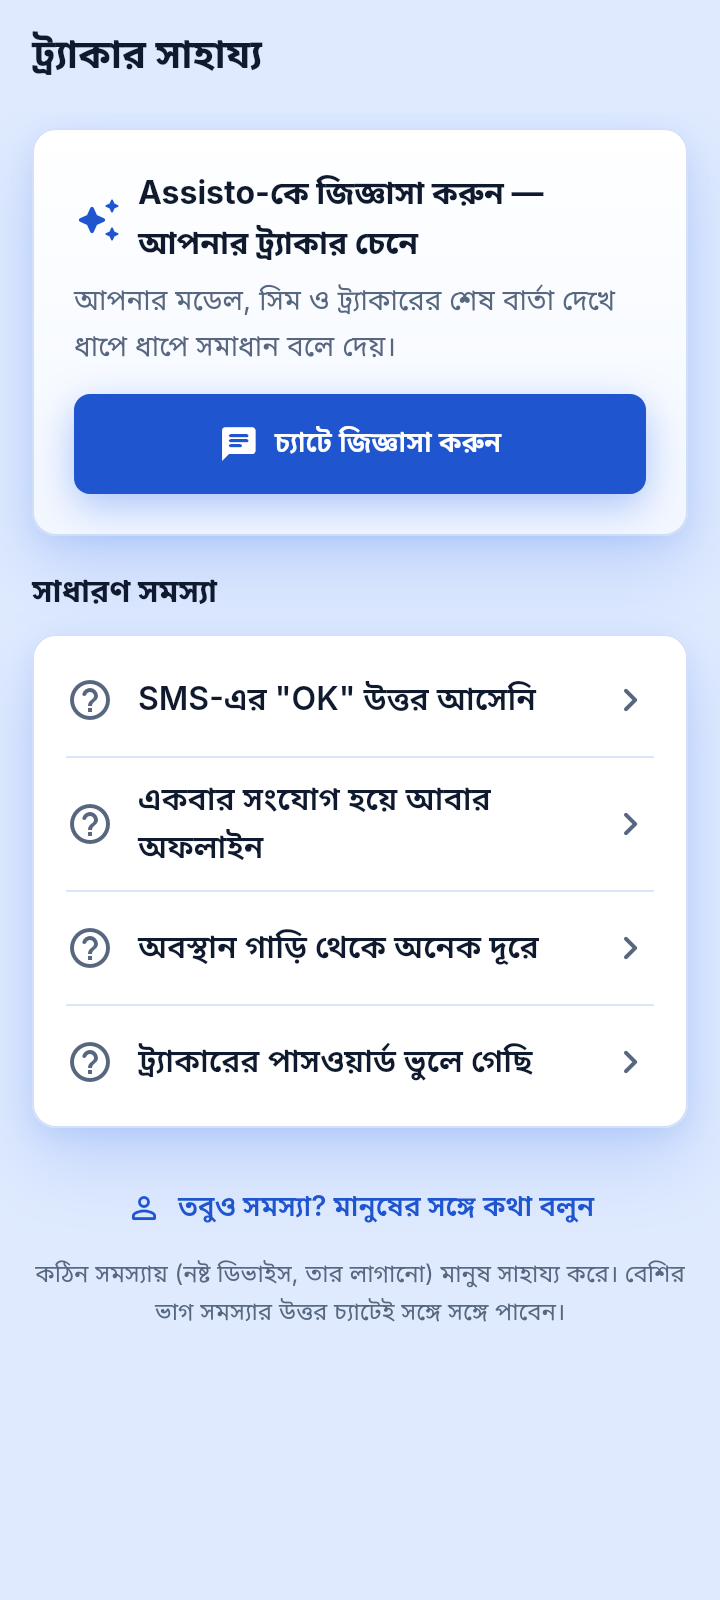 ট্র্যাকার সাহায্য
Assisto-কে জিজ্ঞাসা করুন —
আপনার ট্র্যাকার চেনে
আপনার মডেল, সিম ও ট্র্যাকারের শেষ বার্তা দেখে
ধাপে ধাপে সমাধান বলে দেয়।
চ্যাটে জিজ্ঞাসা করুন
সাধারণ সমস্যা
SMS-এর "OK" উত্তর আসেনি
একবার সংযোগ হয়ে আবার
অফলাইন
অবস্থান গাড়ি থেকে অনেক দূরে
ট্র্যাকারের পাসওয়ার্ড ভুলে গেছি
তবুও সমস্যা? মানুষের সঙ্গে কথা বলুন
কঠিন সমস্যায় (নষ্ট ডিভাইস, তার লাগানো) মানুষ সাহায্য করে। বেশির
ভাগ সমস্যার উত্তর চ্যাটেই সঙ্গে সঙ্গে পাবেন।